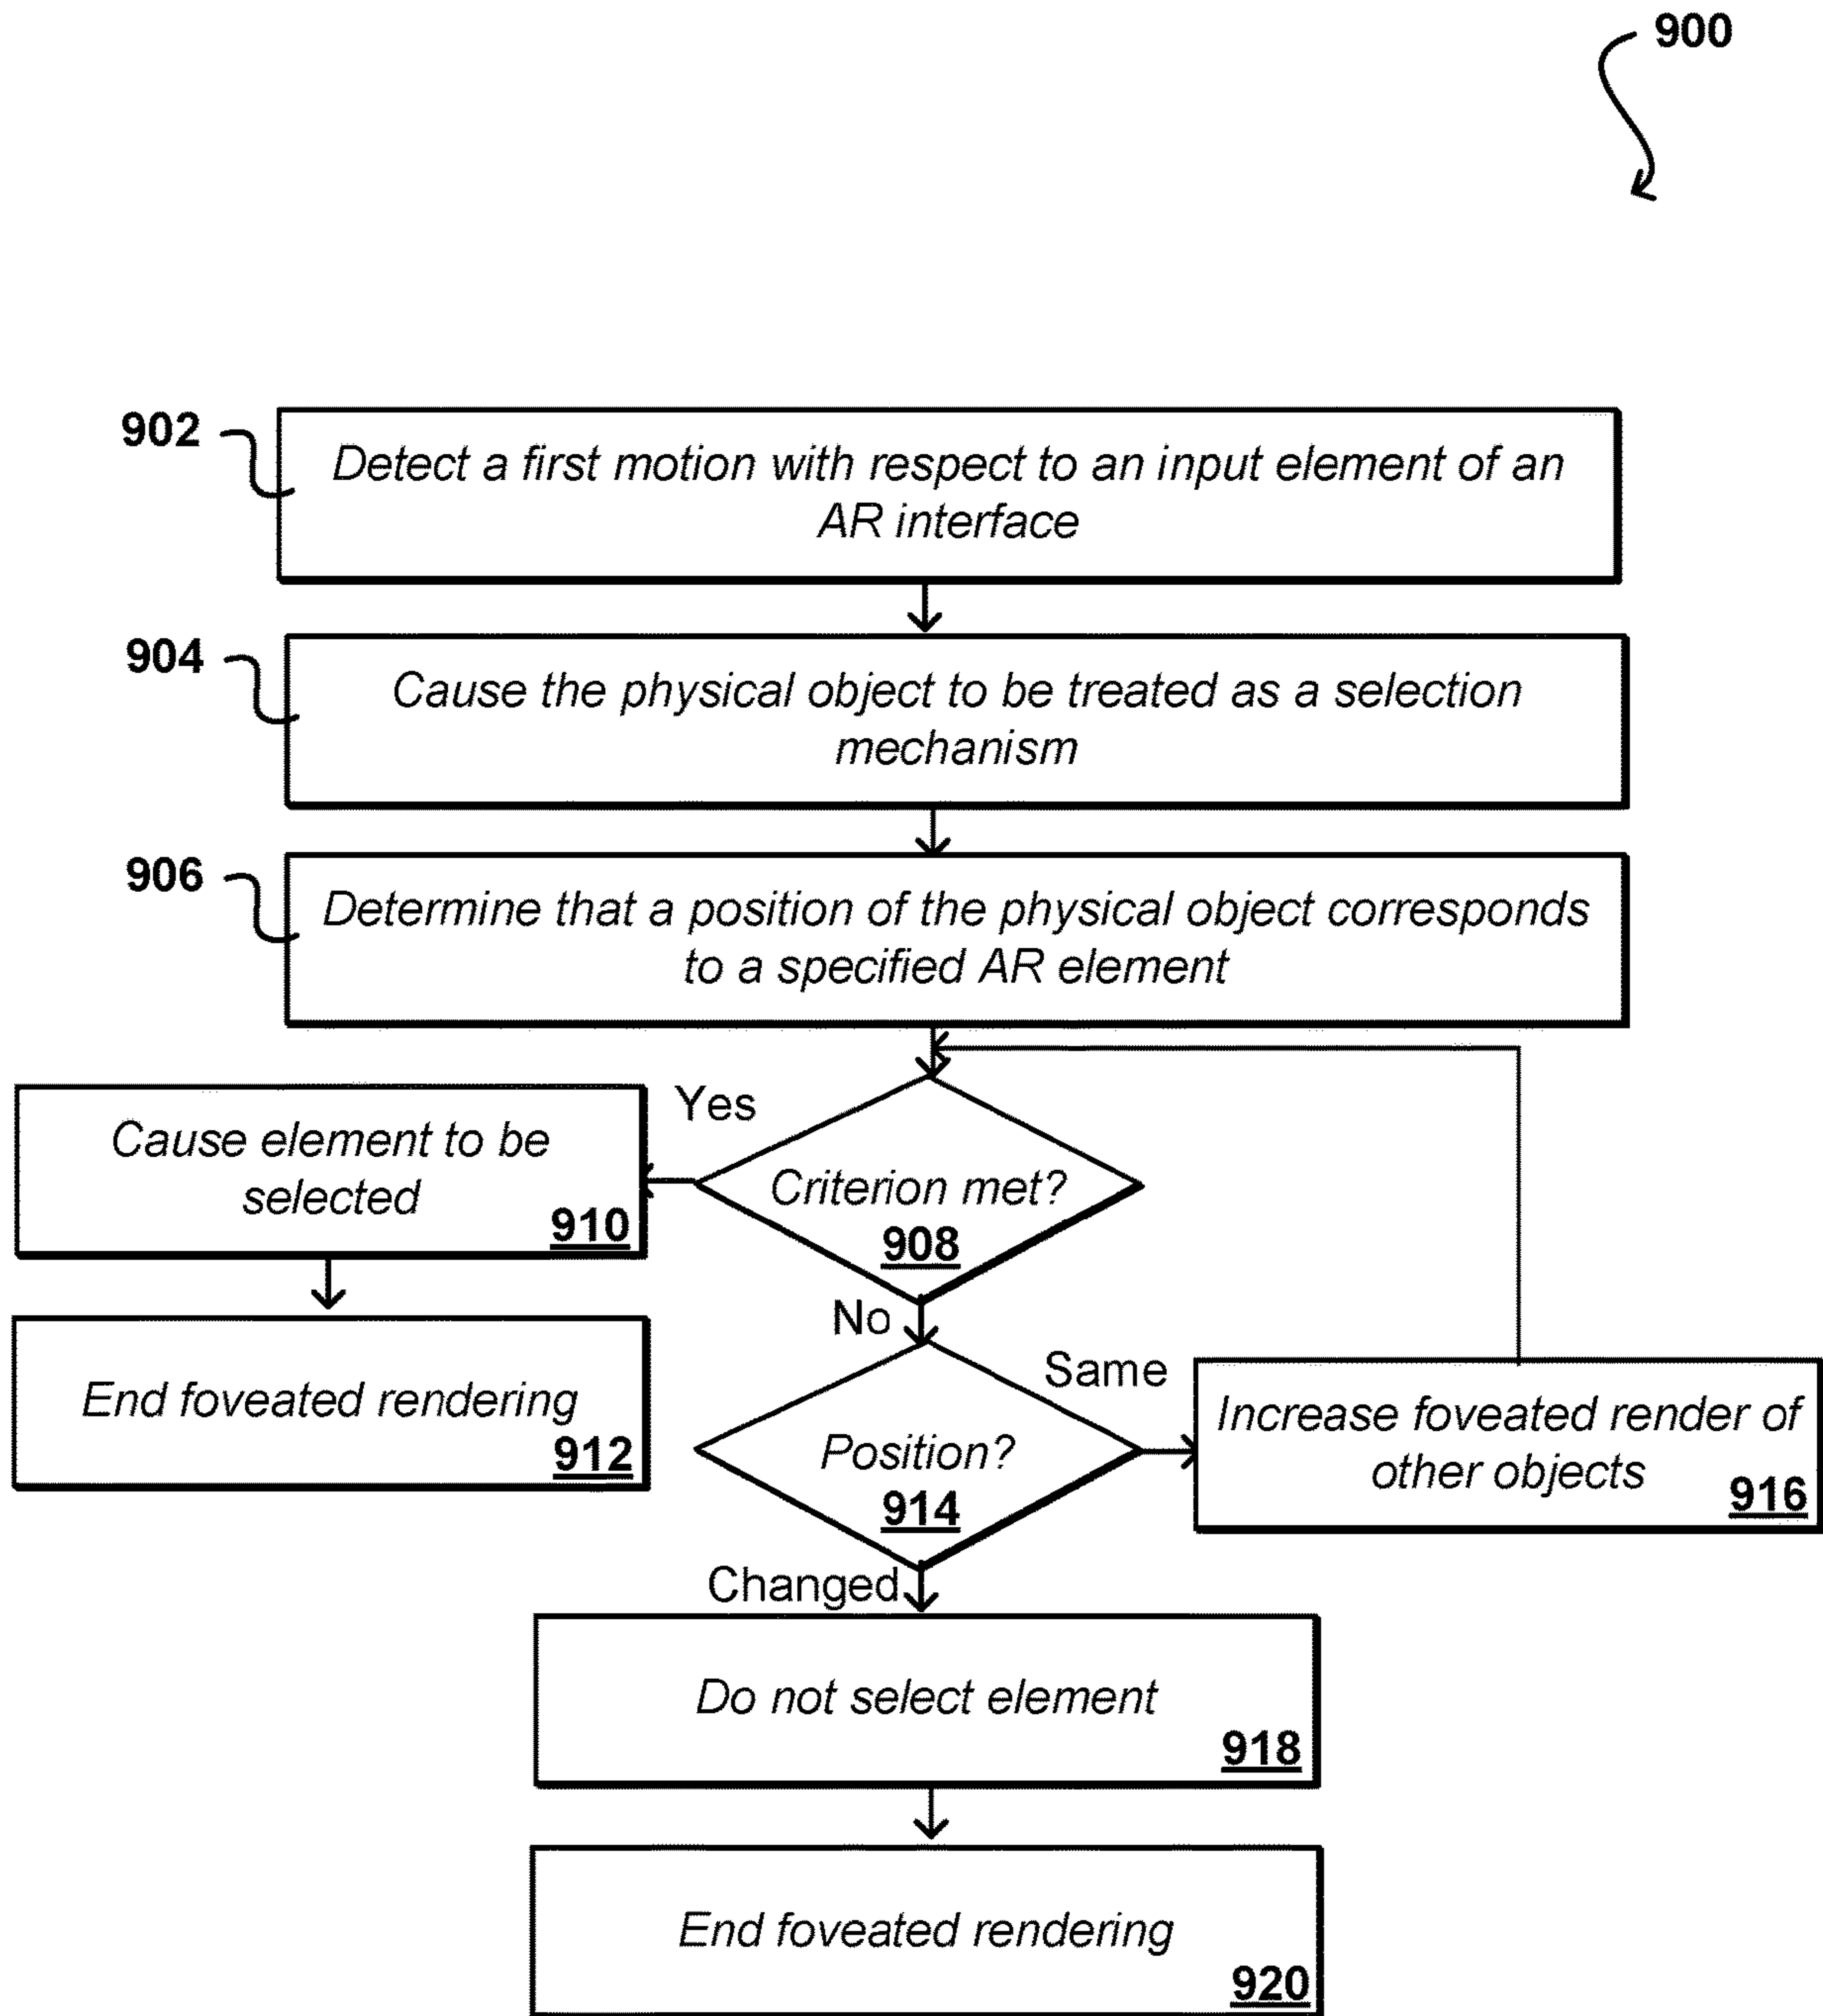 900
902
Detect a first motion with respect to an input element of an
AR interface
904
Cause the physical object to be treated as a selection
mechanism
906
Determine that a position of the physical object corresponds
to a specified AR element
Yes
Cause element to be
selected
910
Criterion met?
908
End foveated rendering
912
No
Position?
914
Same
Increase foveated render of
other objects
916
Changed
Do not select element
918
End foveated rendering
920